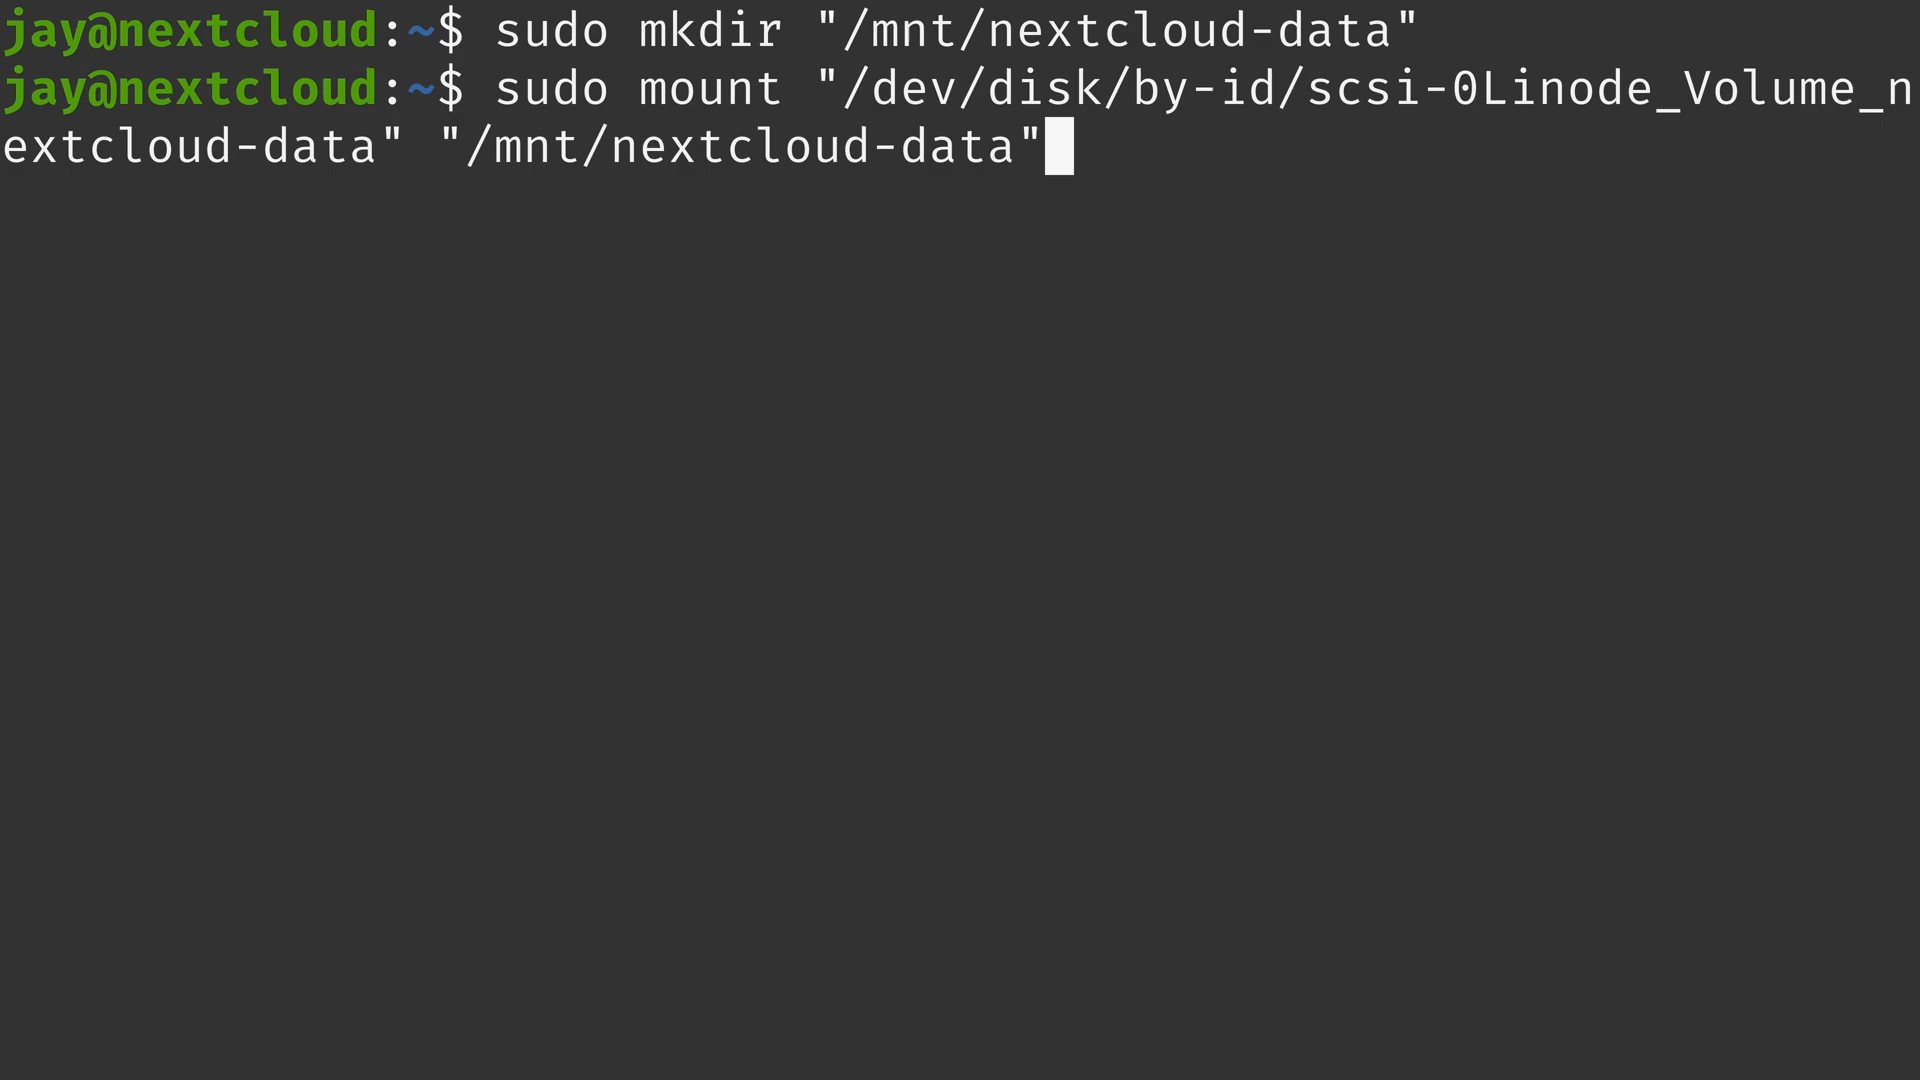 jay@nextcloud:~$ sudo mkdir "/mnt/nextcloud-data"
jay@nextcloud:~$ sudo mount "/dev/disk/by-id/scsi-0Linode_Volume_n
extcloud-data" "/mnt/nextcloud-data"